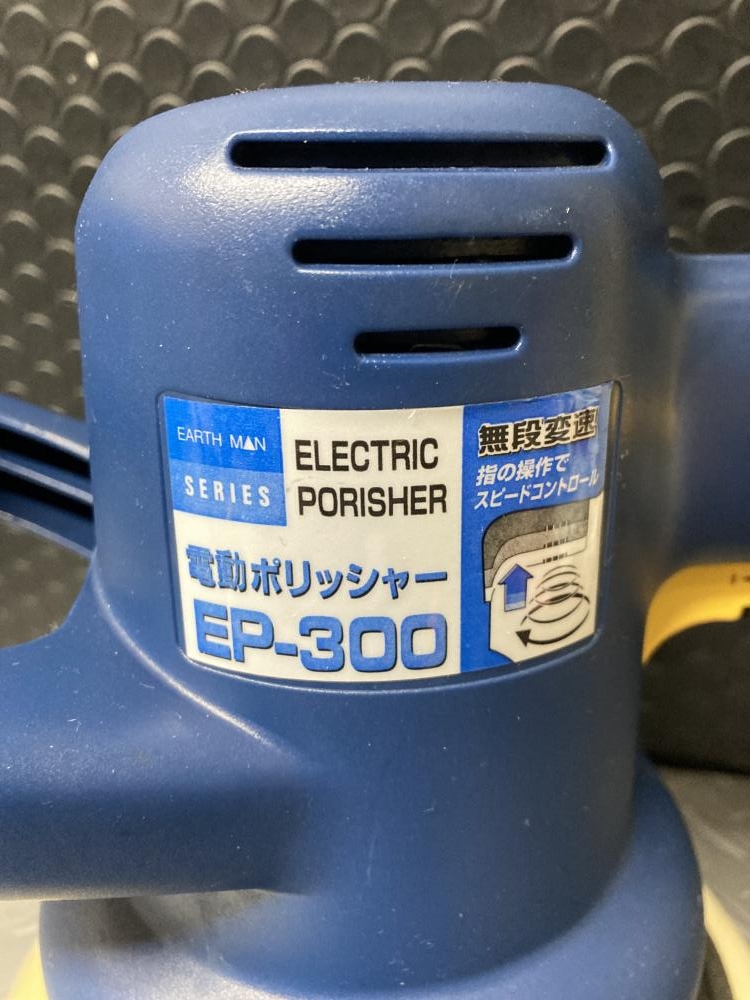 EARTH MAN
SERIES
ELECTRIC
PORISHER
電動ポリッシャー
EP-300
無段変速
指の操作で
スピードコントロール